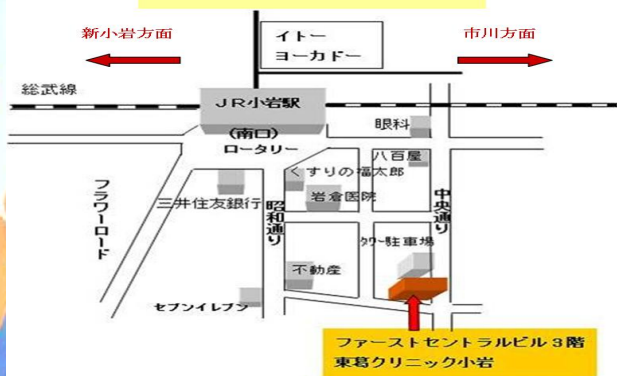 新小岩方面
イトー
ヨーカドー
市川方面
総武線
JR小岩駅
(南口)
ロータリー
眼科
八百屋
くすりの福太郎
岩倉医院
三井住友銀行
フラワーロード
昭和通り
中央通り
タワー駐車場
不動産
セブンイレブン
ファーストセントラルビル3階
東葛クリニック小岩